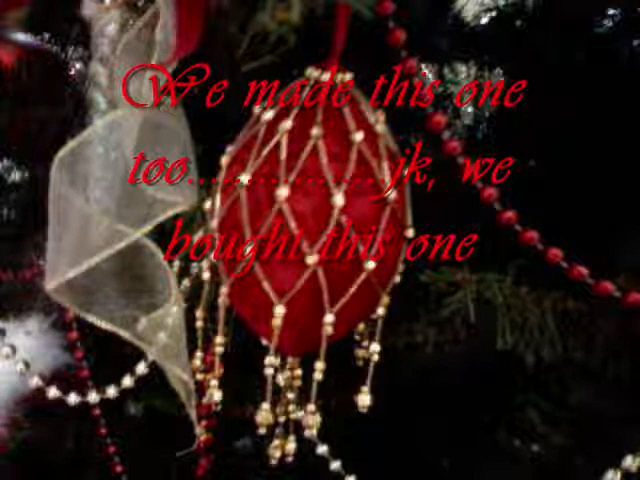 We made this one
too................jk, we
bought this one